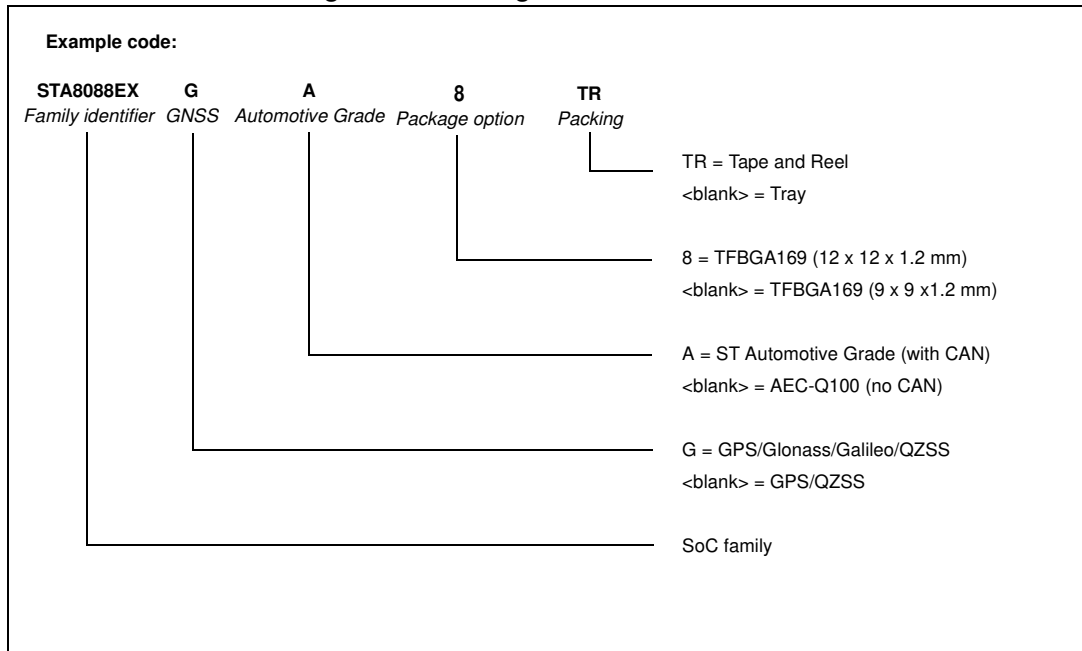 Example code:
STA8088EX G A 8 TR
Family identifier GNSS Automotive Grade Package option Packing
TR = Tape and Reel
<blank> = Tray
8 = TFBGA169 (12 x 12 x 1.2 mm)
<blank> = TFBGA169 (9 x 9 x1.2 mm)
A = ST Automotive Grade (with CAN)
<blank> = AEC-Q100 (no CAN)
G = GPS/Glonass/Galileo/QZSS
<blank> = GPS/QZSS
SoC family